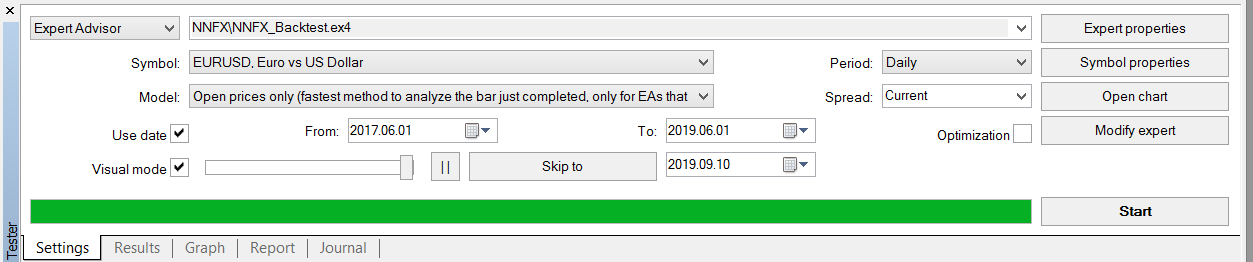 Expert Advisor NNFX\NNFX_Backtest.ex4 Expert properties
Symbol: EURUSD, Euro vs US Dollar Period: Daily Symbol properties
Model: Open prices only (fastest method to analyze the bar just completed, only for EAs that Spread: Current Open chart
Use date From: 2017.06.01 To: 2019.06.01 Optimization Modify expert
Visual mode || Skip to 2019.09.10
Start
Tester
Settings Results Graph Report Journal